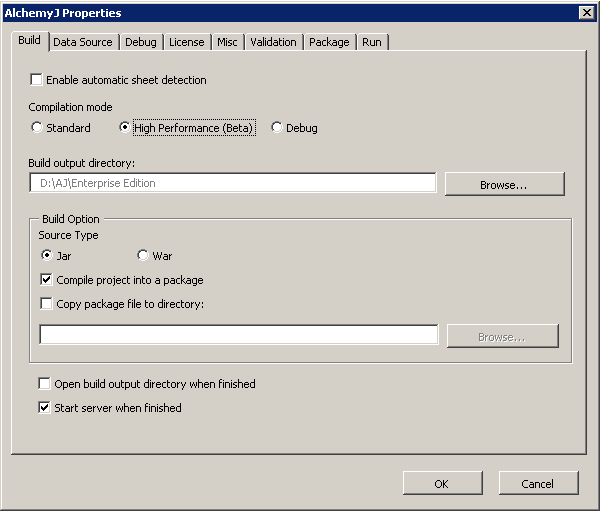 AlchemyJ Properties
Build Data Source Debug License Misc Validation Package Run
Enable automatic sheet detection
Compilation mode
Standard High Performance (Beta) Debug
Build output directory:
D:\AJ\Enterprise Edition Browse...
Build Option
Source Type
Jar War
Compile project into a package
Copy package file to directory:
Browse...
Open build output directory when finished
Start server when finished
OK Cancel